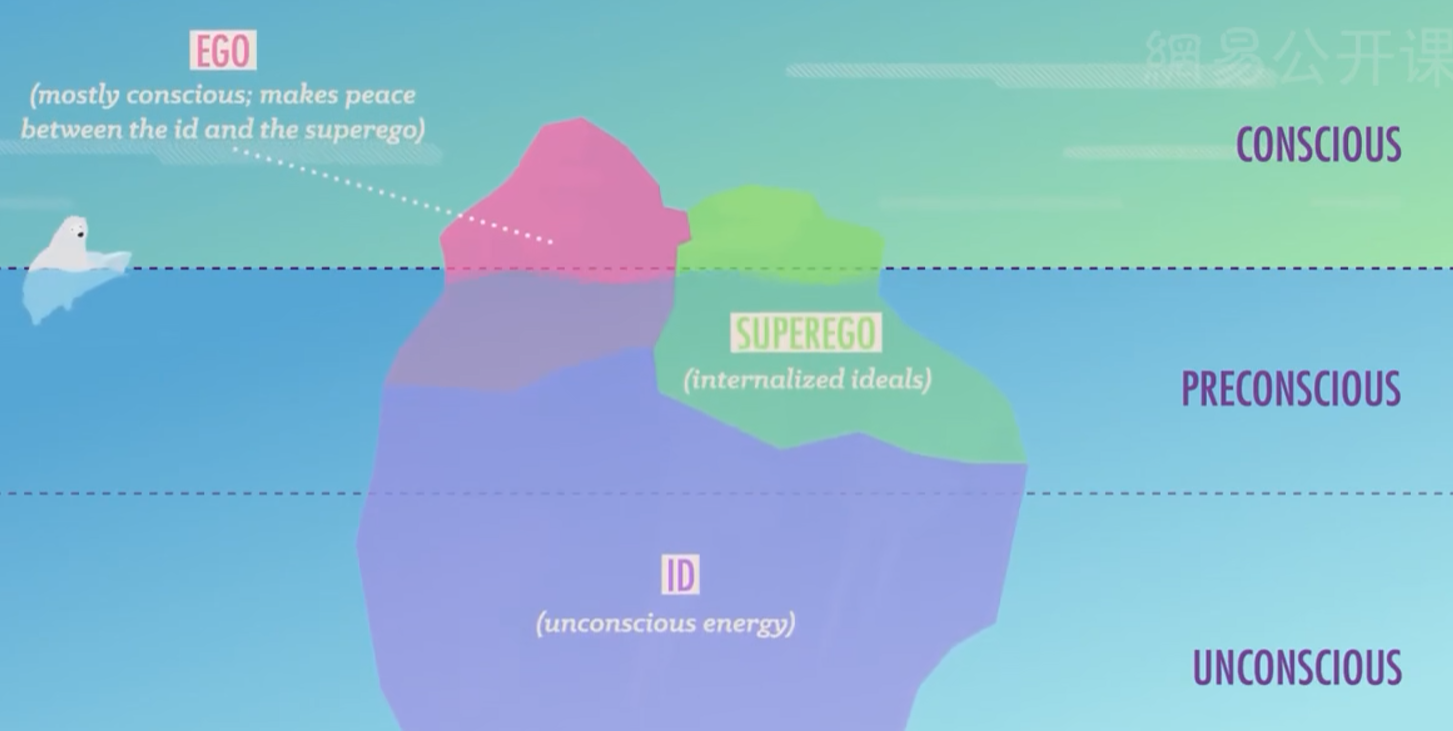 EGO
(mostly conscious; makes peace
between the id and the superego)
網易公开课
CONSCIOUS
SUPEREGO
(internalized ideals)
PRECONSCIOUS
ID
(unconscious energy)
UNCONSCIOUS